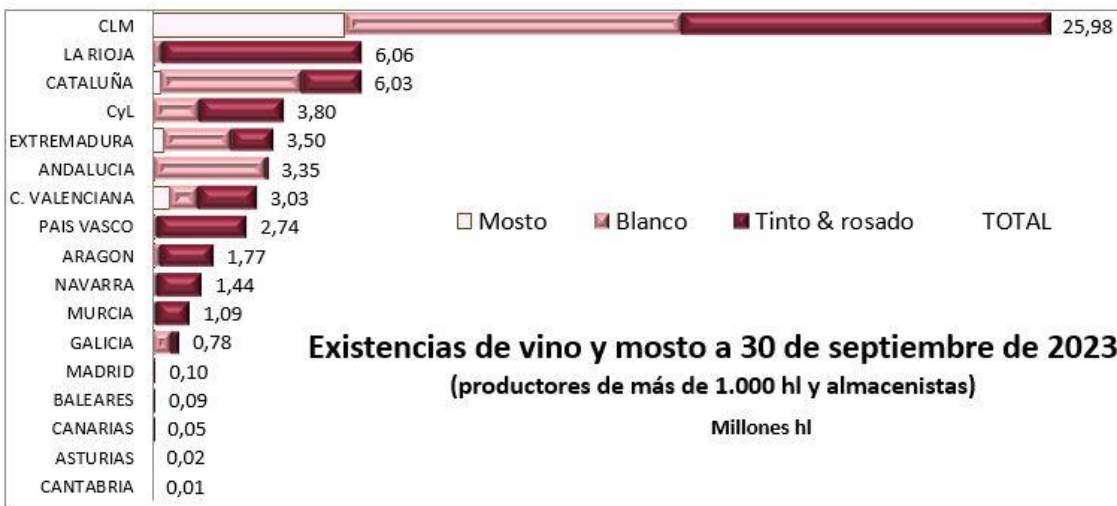 CLM 25,98
LA RIOJA 6,06
CATALUÑA 6,03
CyL 3,80
EXTREMADURA 3,50
ANDALUCIA 3,35
C. VALENCIANA 3,03
PAIS VASCO 2,74
Mosto Blanco Tinto & rosado TOTAL
ARAGON 1,77
NAVARRA 1,44
MURCIA 1,09
GALICIA 0,78
MADRID 0,10
BALEARES 0,09
CANARIAS 0,05
ASTURIAS 0,02
CANTABRIA 0,01
Existencias de vino y mosto a 30 de septiembre de 2023
(productores de más de 1.000 hl y almacenistas)
Millones hl